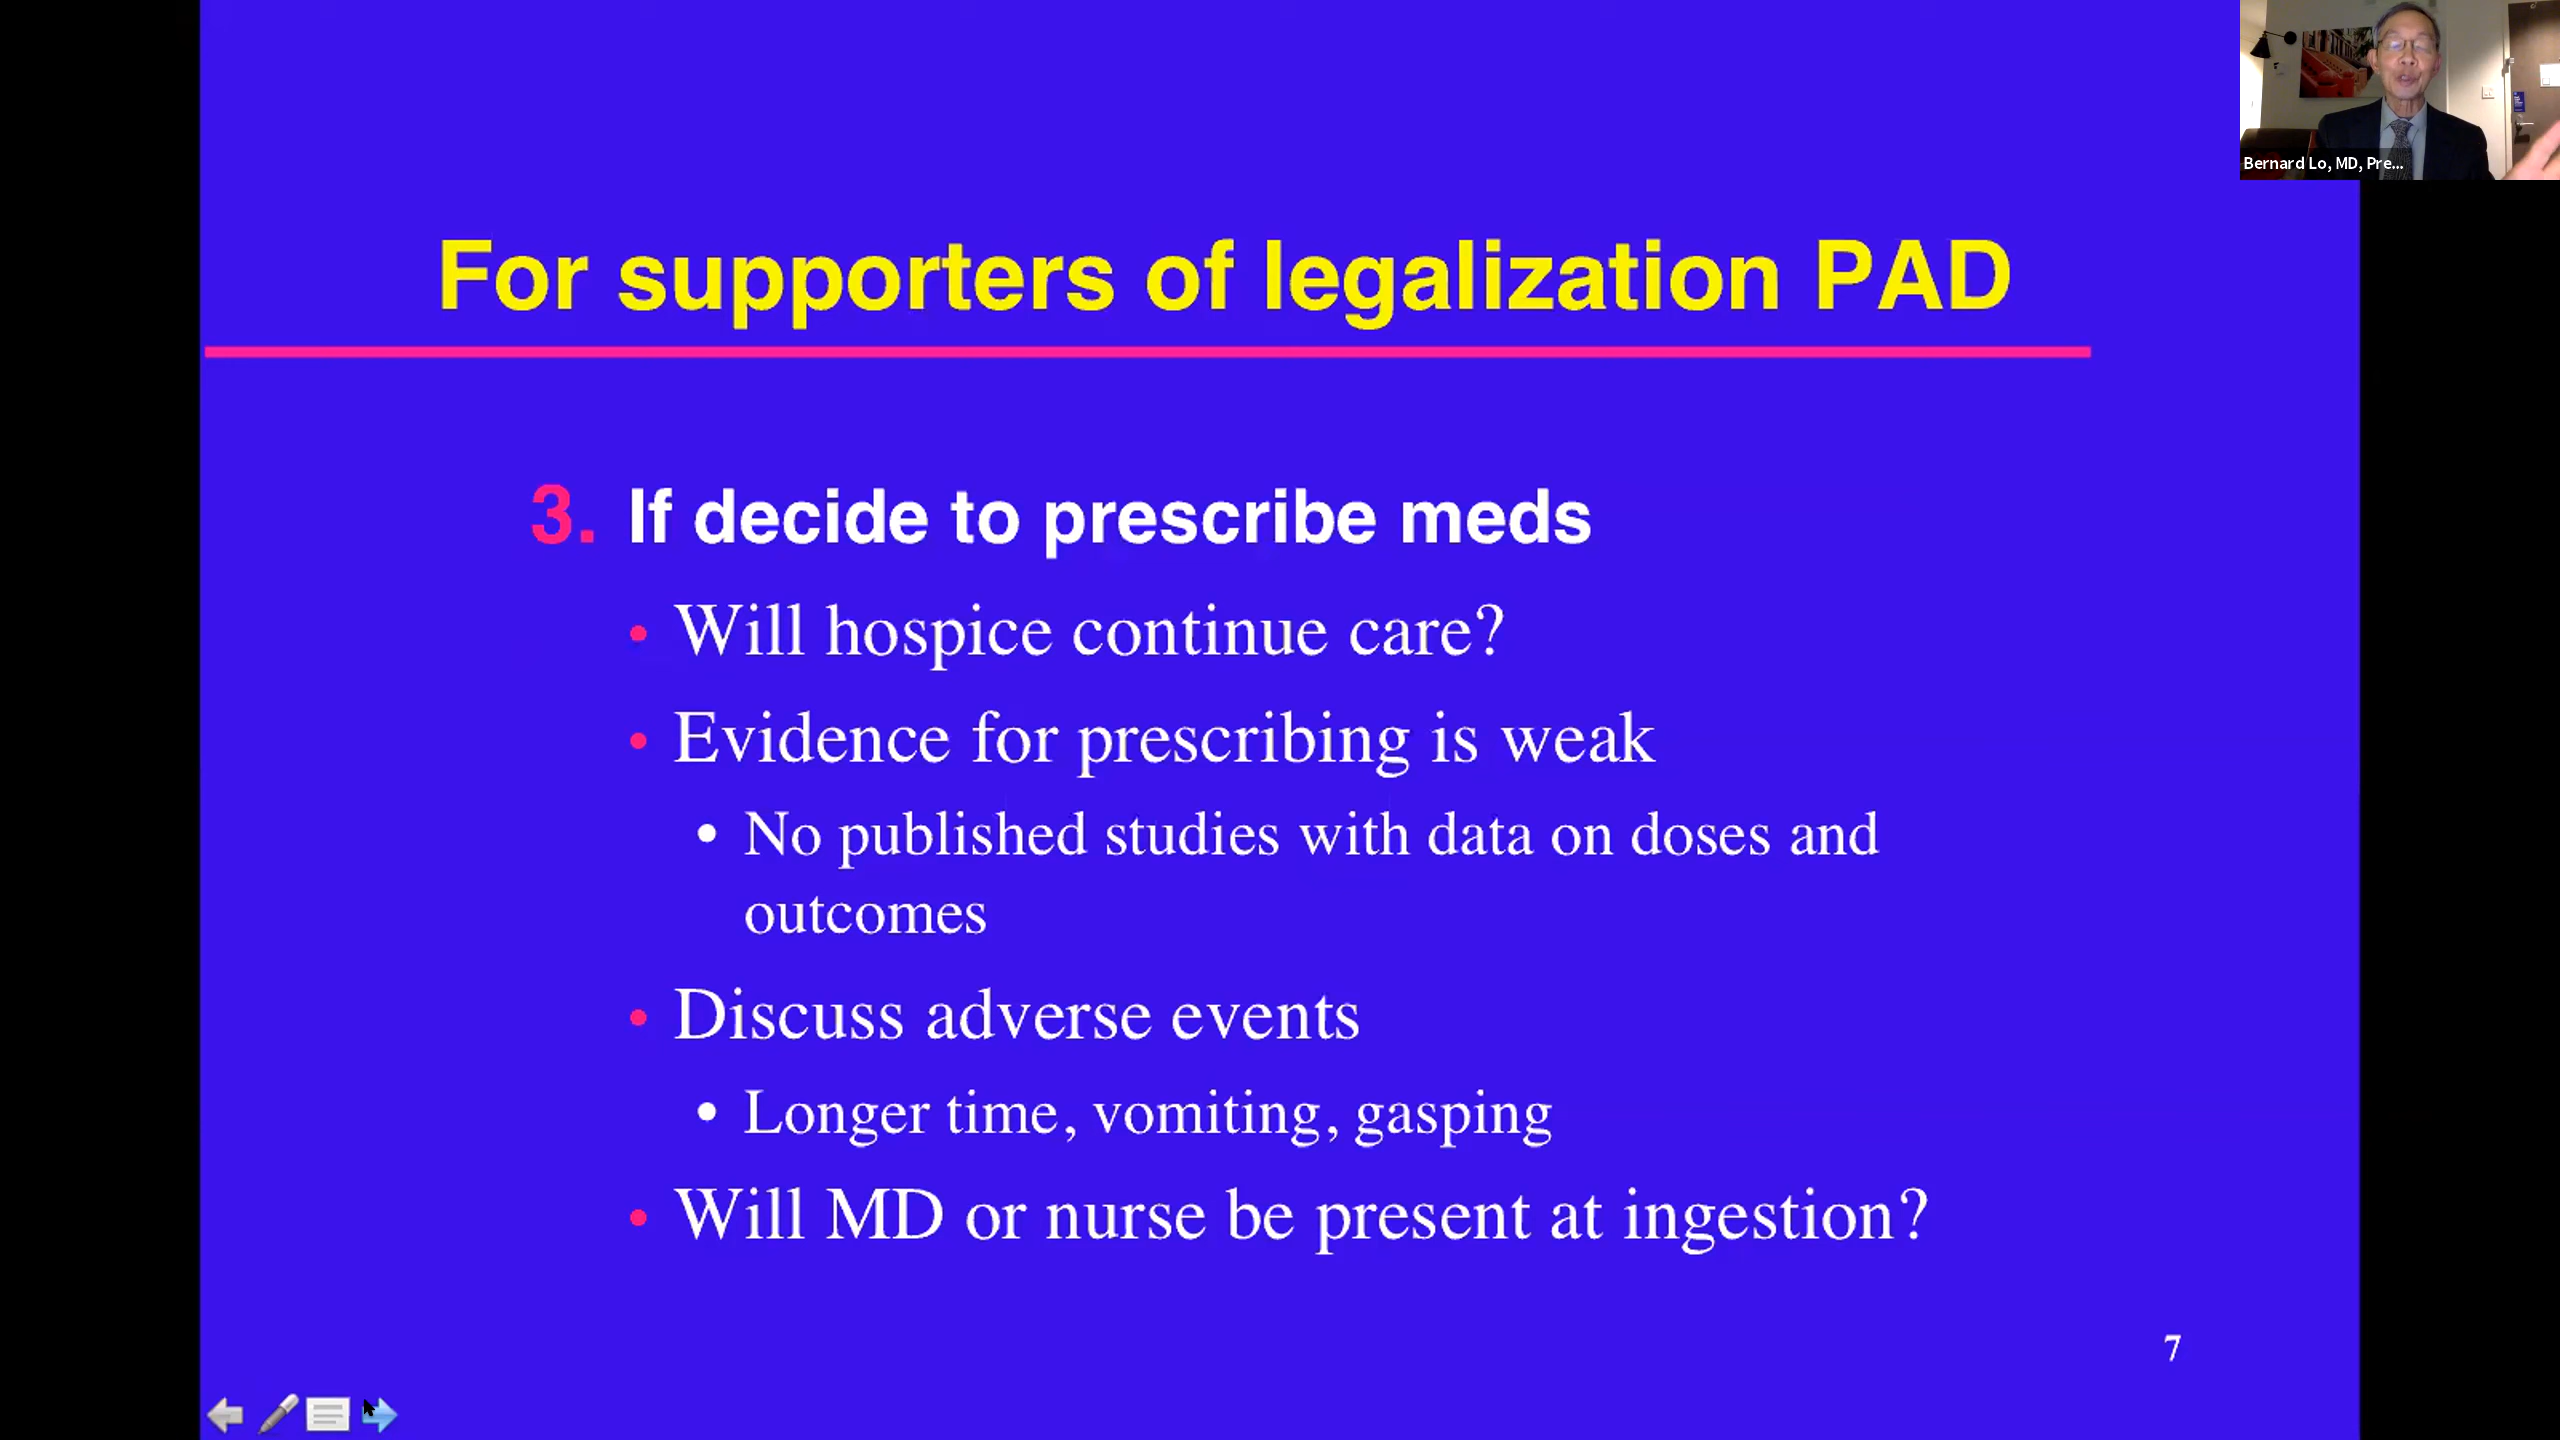 For supporters of legalization PAD
3. If decide to prescribe meds
• Will hospice continue care?
• Evidence for prescribing is weak
• No published studies with data on doses and
outcomes
• Discuss adverse events
• Longer time, vomiting, gasping
• Will MD or nurse be present at ingestion?
7
Bernard Lo, MD, Pre...